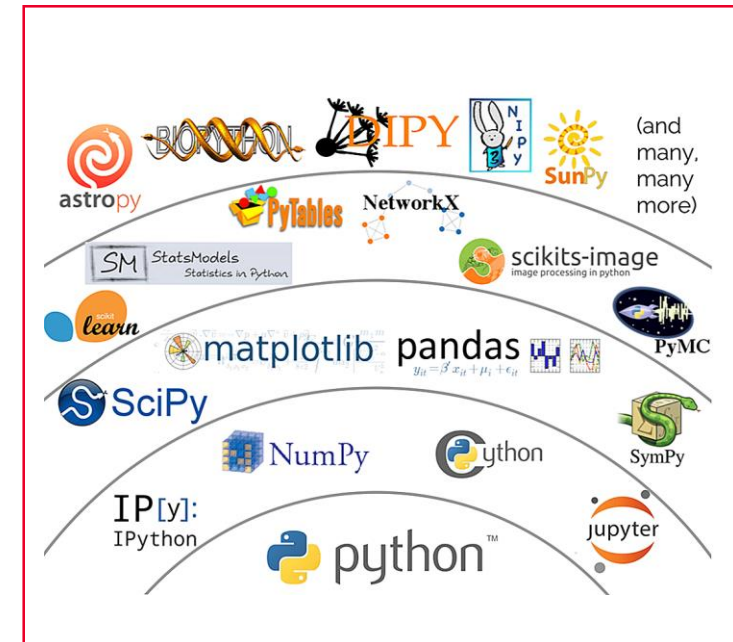 BIOPYTHON
DIPY
NIPY
astropy
SunPy
(and
many,
many
more)
PyTables
NetworkX
SM
StatsModels
Statistics in Python
scikits-image
image processing in python
scikit
learn
matplotlib
pandas
PyMC
SciPy
NumPy
Cython
SymPy
IP[y]:
IPython
python™
jupyter